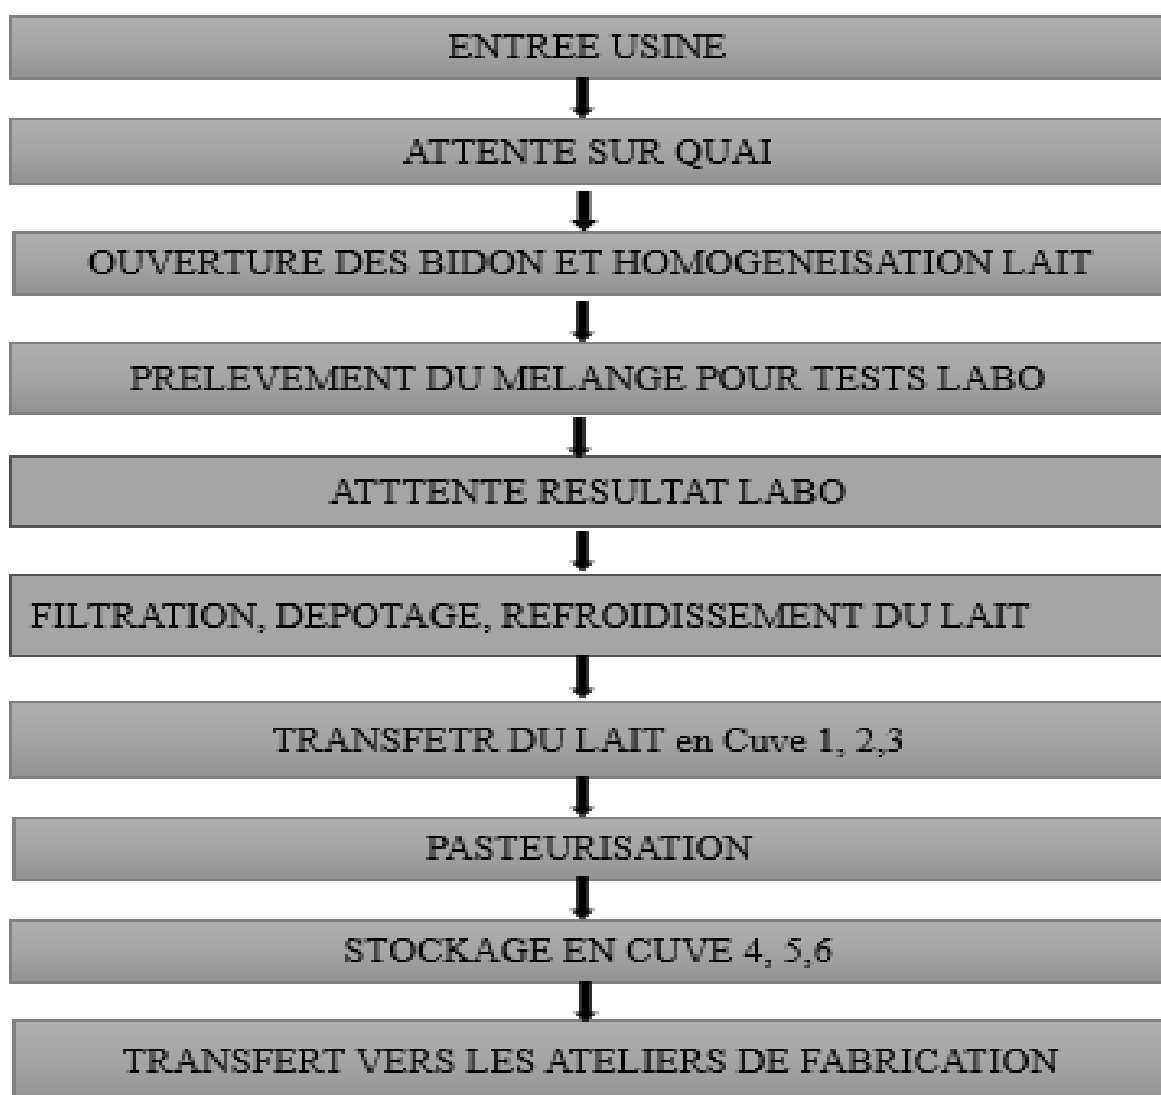 ENTREE USINE
ATTENTE SUR QUAI
OUVERTURE DES BIDON ET HOMOGENEISATION LAIT
PRELEVEMENT DU MELANGE POUR TESTS LABO
ATTTENTE RESULTAT LABO
FILTRATION, DEPOTAGE, REFROIDISSEMENT DU LAIT
TRANSFETR DU LAIT en Cuve 1, 2,3
PASTEURISATION
STOCKAGE EN CUVE 4, 5,6
TRANSFERT VERS LES ATELIERS DE FABRICATION